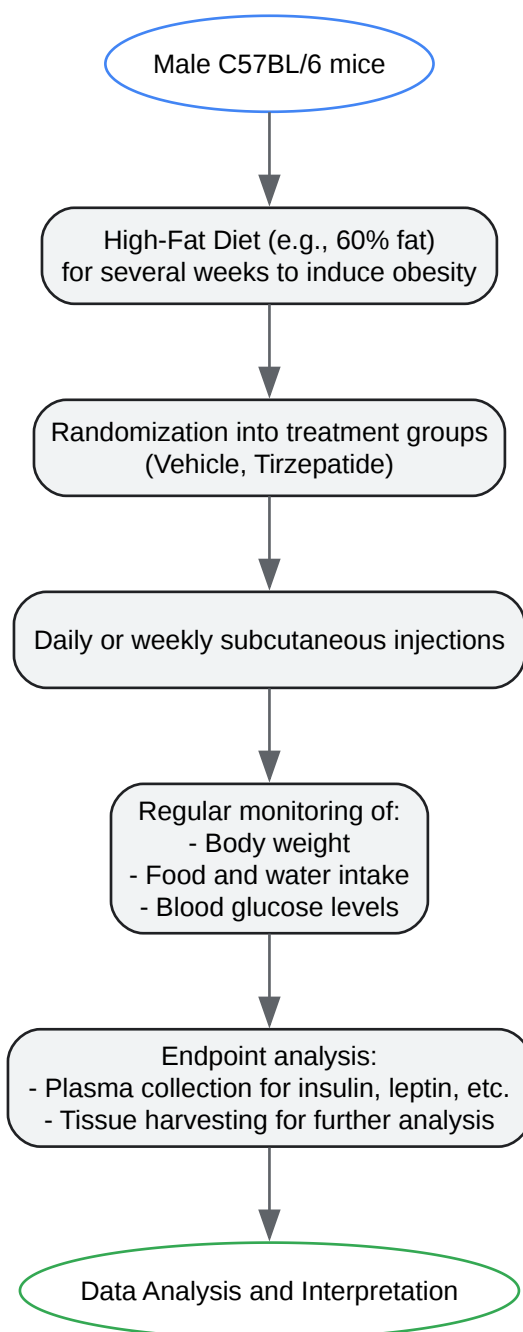 Male C57BL/6 mice
High-Fat Diet (e.g., 60% fat)
for several weeks to induce obesity
Randomization into treatment groups
(Vehicle, Tirzepatide)
Daily or weekly subcutaneous injections
Regular monitoring of:
- Body weight
- Food and water intake
- Blood glucose levels
Endpoint analysis:
- Plasma collection for insulin, leptin, etc.
- Tissue harvesting for further analysis
Data Analysis and Interpretation